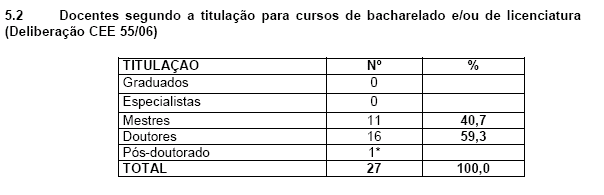 5.2 Docentes segundo a titulação para cursos de bacharelado e/ou de licenciatura
(Deliberação CEE 55/06)
TITULAÇÃO Nº %
Graduados 0
Especialistas 0
Mestres 11 40,7
Doutores 16 59,3
Pós-doutorado 1*
TOTAL 27 100,0